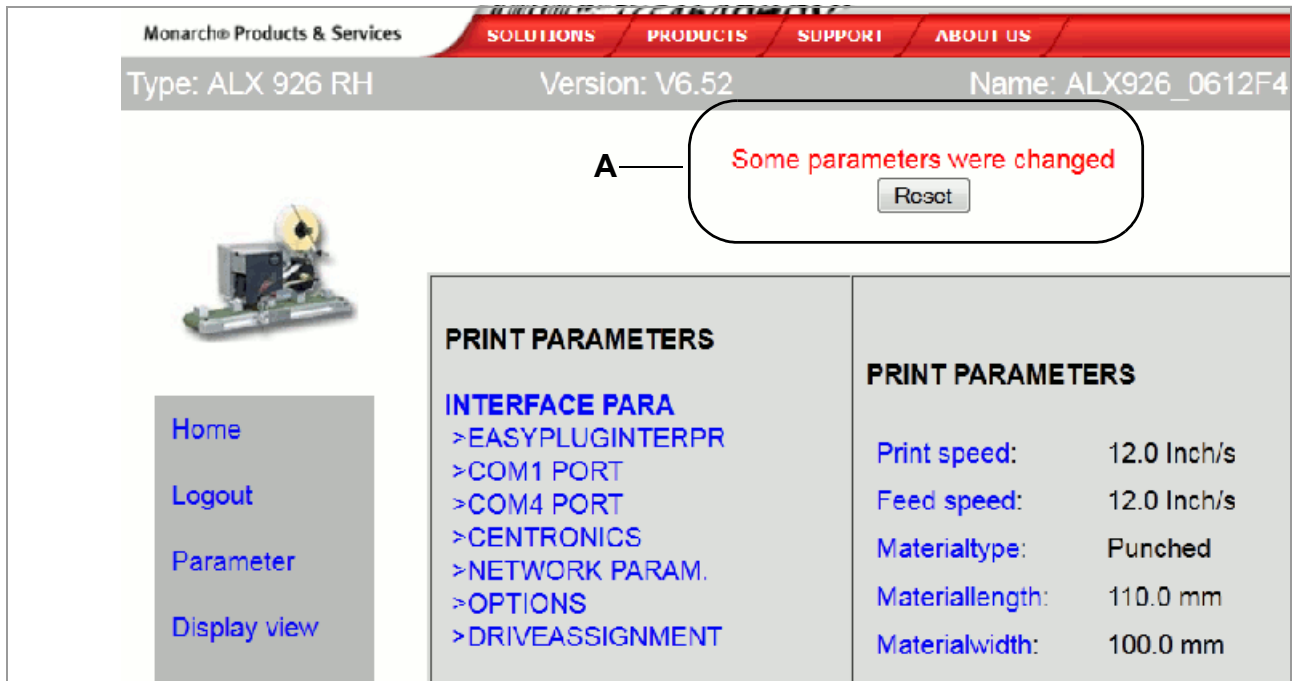 Monarch® Products & Services
SOLUTIONS PRODUCTS SUPPORT ABOUT US
Type: ALX 926 RH Version: V6.52 Name: ALX926_0612F4
A
Some parameters were changed
Reset
Home
Logout
Parameter
Display view
PRINT PARAMETERS
INTERFACE PARA
>EASYPLUGINTERPR
>COM1 PORT
>COM4 PORT
>CENTRONICS
>NETWORK PARAM.
>OPTIONS
>DRIVEASSIGNMENT
PRINT PARAMETERS
Print speed: 12.0 Inch/s
Feed speed: 12.0 Inch/s
Materialtype: Punched
Materiallength: 110.0 mm
Materialwidth: 100.0 mm